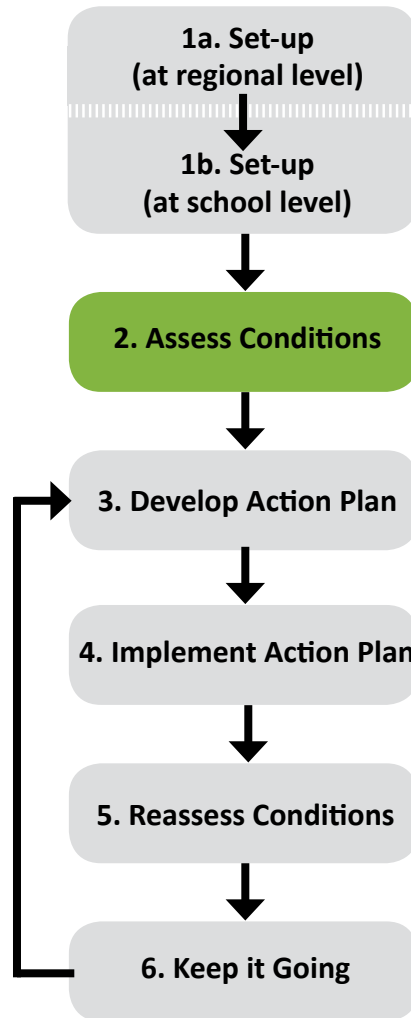 1a. Set-up
(at regional level)
1b. Set-up
(at school level)
2. Assess Conditions
3. Develop Action Plan
4. Implement Action Plan
5. Reassess Conditions
6. Keep it Going